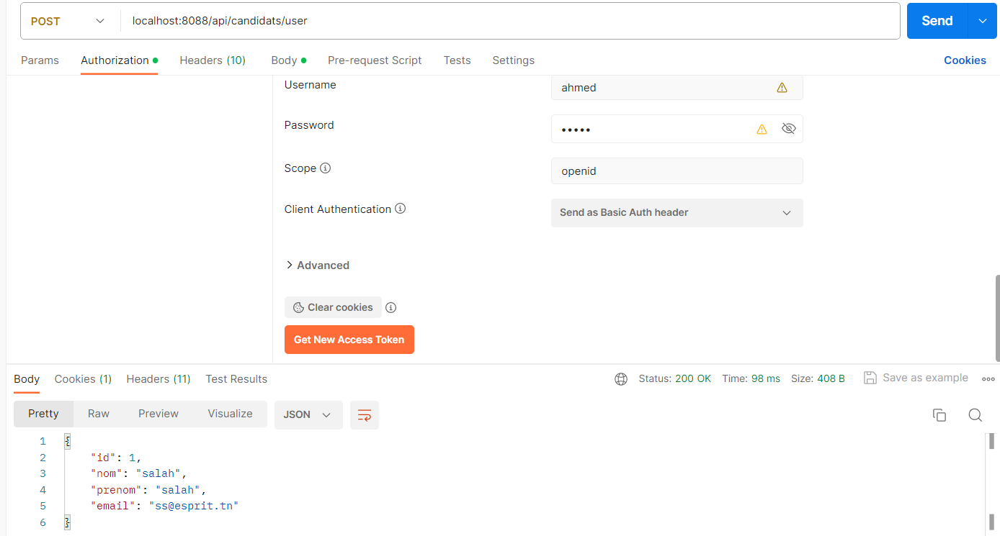 POST localhost:8088/api/candidats/user Send
Params Authorization Headers (10) Body Pre-request Script Tests Settings Cookies
Username ahmed
Password •••••
Scope openid
Client Authentication Send as Basic Auth header
Advanced
Clear cookies
Get New Access Token
Body Cookies (1) Headers (11) Test Results Status: 200 OK Time: 98 ms Size: 408 B Save as example
Pretty Raw Preview Visualize JSON
1 {
2 "id": 1,
3 "nom": "salah",
4 "prenom": "salah",
5 "email": "ss@esprit.tn"
6 }